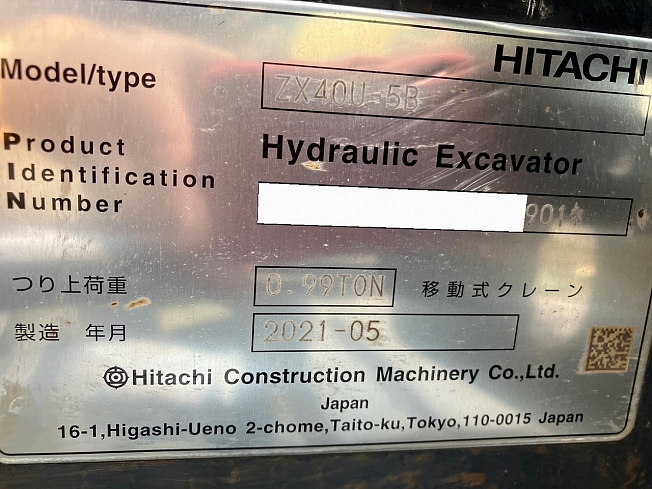 HITACHI
Model/type ZX40U-5B
Hydraulic Excavator
Product
Identification
Number
つり上荷重 0.99TON 移動式クレーン
製造 年月 2021-05
Hitachi Construction Machinery Co.,Ltd.
Japan
16-1,Higashi-Ueno 2-chome,Taito-ku,Tokyo,110-0015 Japan